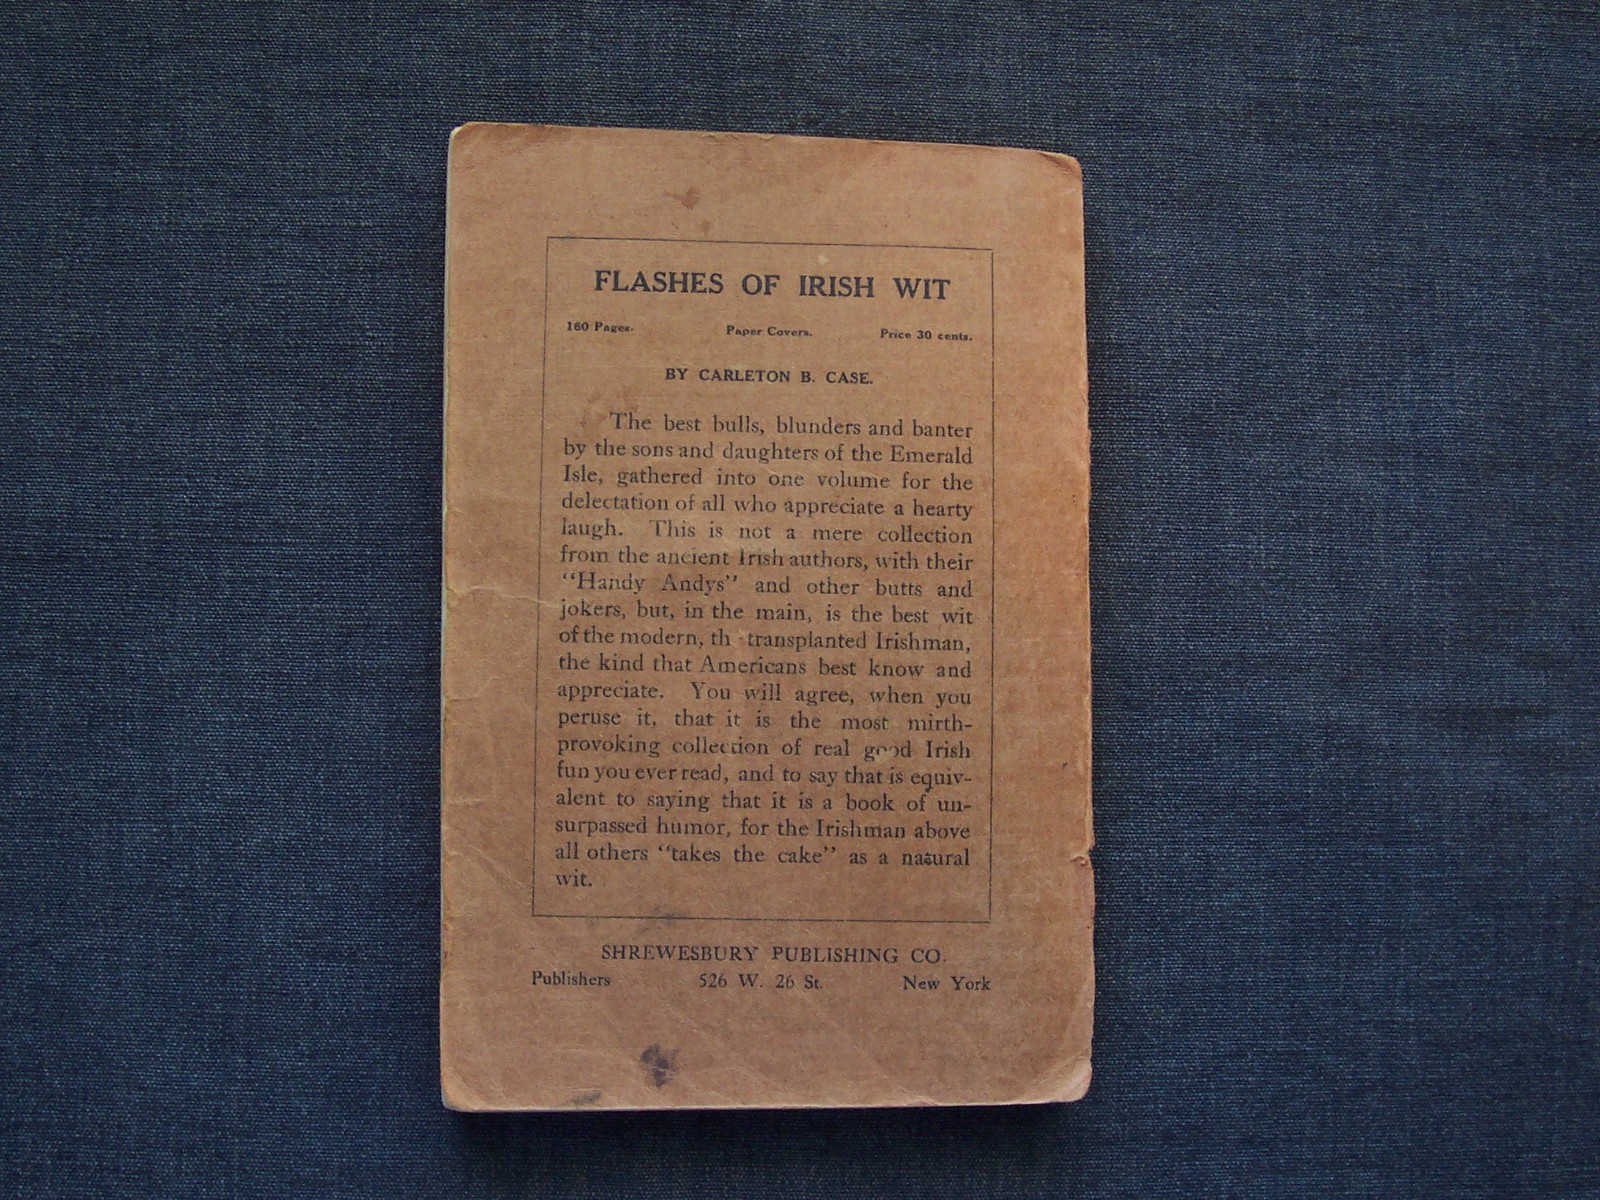 FLASHES OF IRISH WIT
160 Pages. Paper Covers. Price 30 cents.
BY CARLETON B. CASE.
The best bulls, blunders and banter
by the sons and daughters of the Emerald
Isle, gathered into one volume for the
delectation of all who appreciate a hearty
laugh. This is not a mere collection
from the ancient Irish authors, with their
“Handy Andys” and other butts and
jokers, but, in the main, is the best wit
of the modern, th transplanted Irishman,
the kind that Americans best know and
appreciate. You will agree, when you
peruse it, that it is the most mirth-
provoking collection of real good Irish
fun you ever read, and to say that is equiv-
alent to saying that it is a book of un-
surpassed humor, for the Irishman above
all others “takes the cake” as a natural
wit.
SHREWESBURY PUBLISHING CO.
Publishers 526 W. 26 St. New York